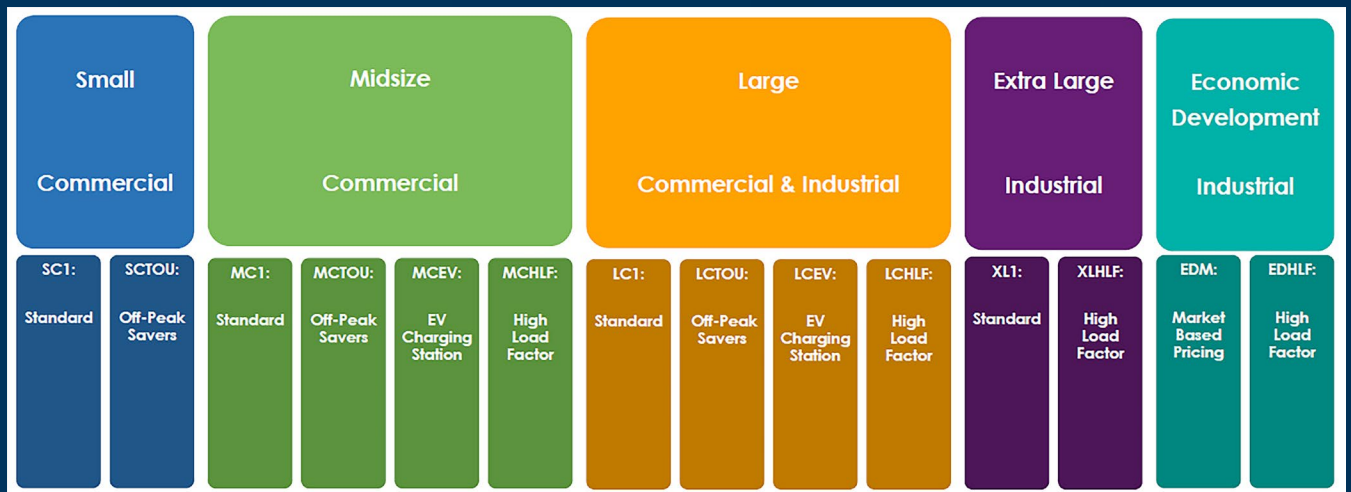 Small
Commercial
Midsize
Commercial
Large
Commercial & Industrial
Extra Large
Industrial
Economic
Development
Industrial
SC1:
Standard
SCTOU:
Off-Peak
Savers
MC1:
Standard
MCTOU:
Off-Peak
Savers
MCEV:
EV
Charging
Station
MCHLF:
High
Load
Factor
LC1:
Standard
LCTOU:
Off-Peak
Savers
LCEV:
EV
Charging
Station
LCHLF:
High
Load
Factor
XL1:
Standard
XLHLF:
High
Load
Factor
EDM:
Market
Based
Pricing
EDHLF:
High
Load
Factor